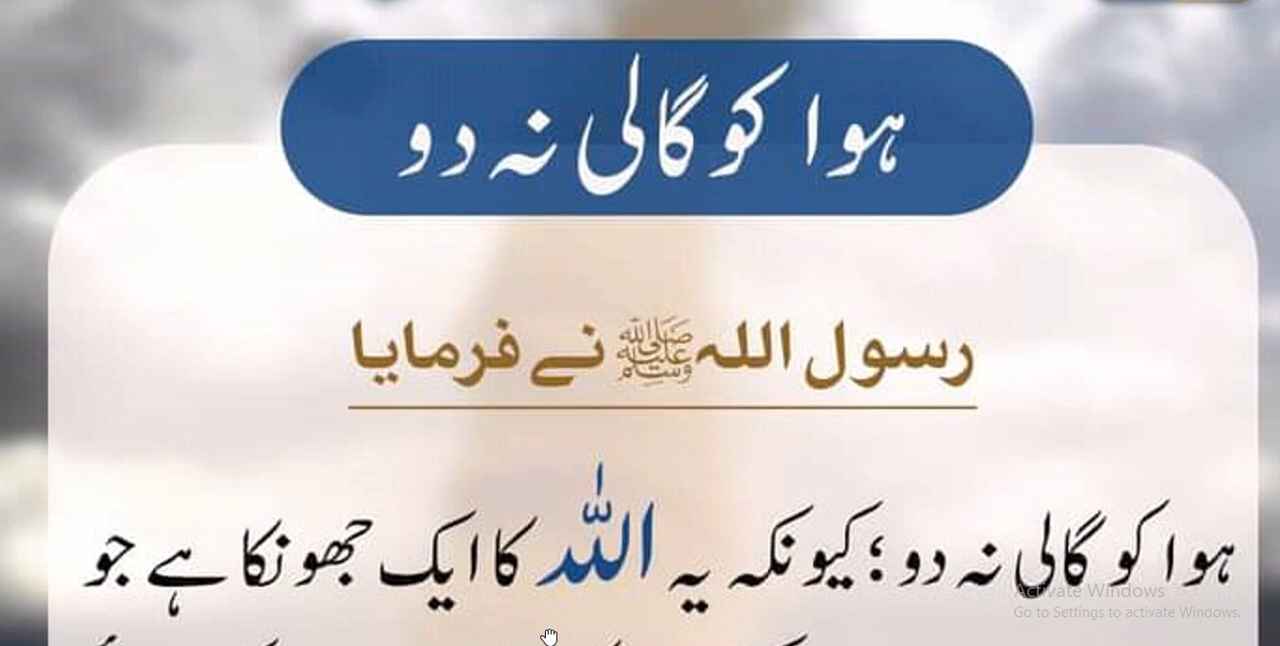 ہوا کو گالی نہ دو
رسول اللہ ﷺ نے فرمایا
ہوا کو گالی نہ دو؛ کیونکہ یہ اللہ کا ایک جھونکا ہے جو
Activate Windows
Go to Settings to activate Windows.